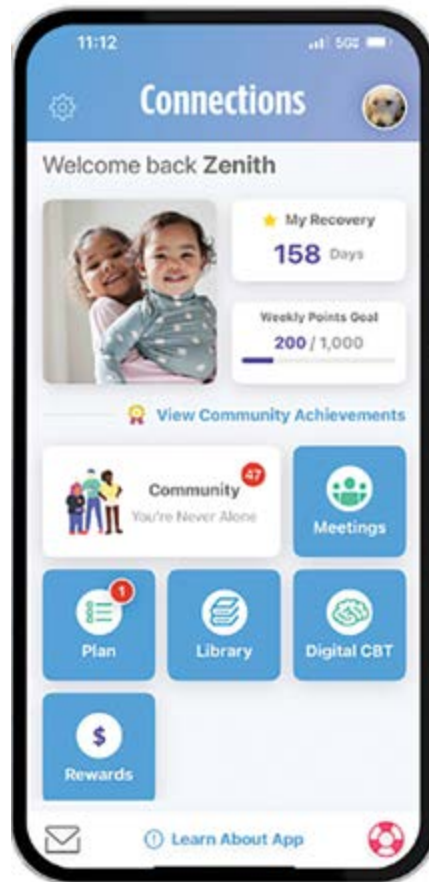 11:12
5G
Connections
Welcome back Zenith
My Recovery
158 Days
Weekly Points Goal
200 / 1,000
View Community Achievements
47
Community
You're Never Alone
Meetings
1
Plan
Library
Digital CBT
$
Rewards
Learn About App